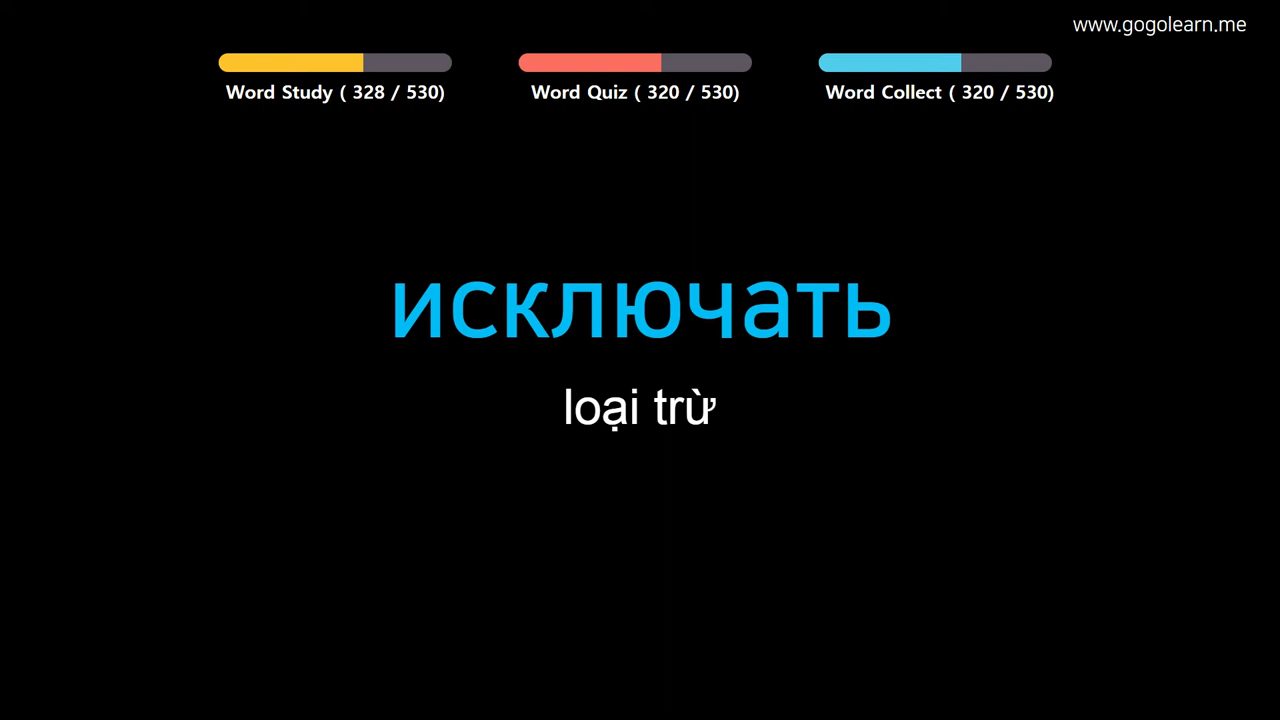 www.gogolearn.me
Word Study ( 328 / 530)
Word Quiz ( 320 / 530)
Word Collect ( 320 / 530)
исключать
loại trừ